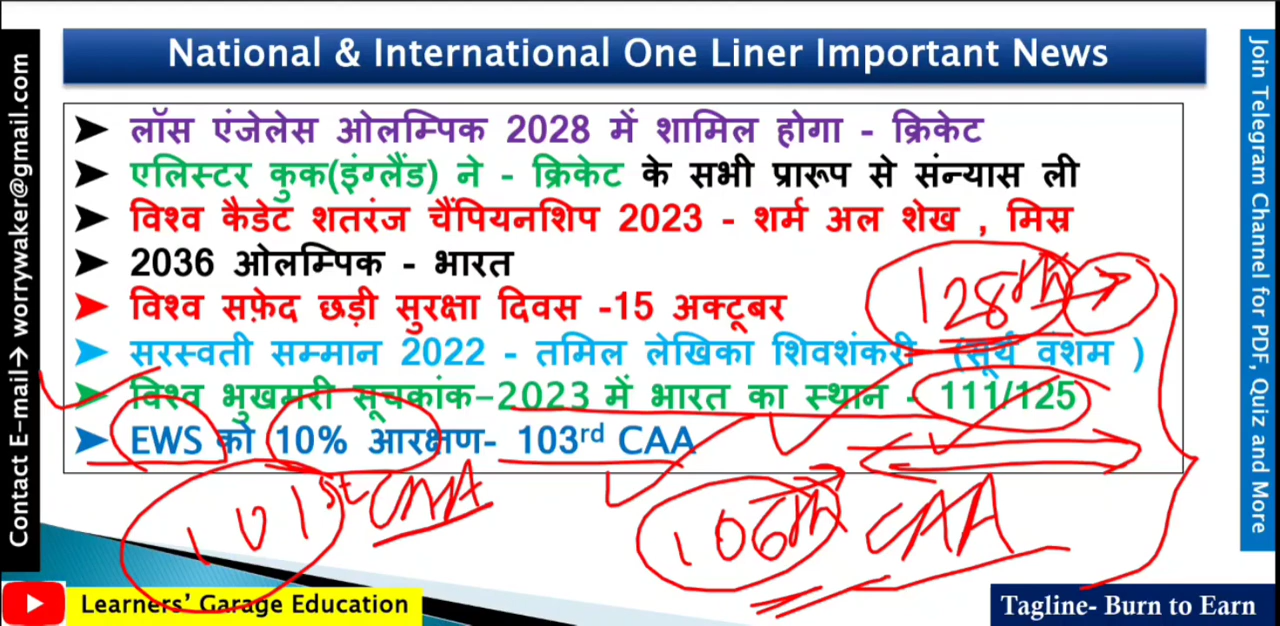 National & International One Liner Important News
लॉस एंजेलेस ओलम्पिक 2028 में शामिल होगा - क्रिकेट
एलिस्टर कुक(इंग्लैंड) ने - क्रिकेट के सभी प्रारूप से संन्यास ली
विश्व कैडेट शतरंज चैंपियनशिप 2023 - शर्म अल शेख , मिस्र
2036 ओलम्पिक - भारत
विश्व सफ़ेद छड़ी सुरक्षा दिवस -15 अक्टूबर
सरस्वती सम्मान 2022 - तमिल लेखिका शिवशंकरी (सूर्य वंशम )
विश्व भुखमरी सूचकांक-2023 में भारत का स्थान - 111/125
EWS को 10% आरक्षण- 103rd CAA
128th
101st CAA
106th CAA
Learners' Garage Education
Tagline- Burn to Earn
Contact E-mail→ worrywaker@gmail.com
Join Telegram Channel for PDF, Quiz and More